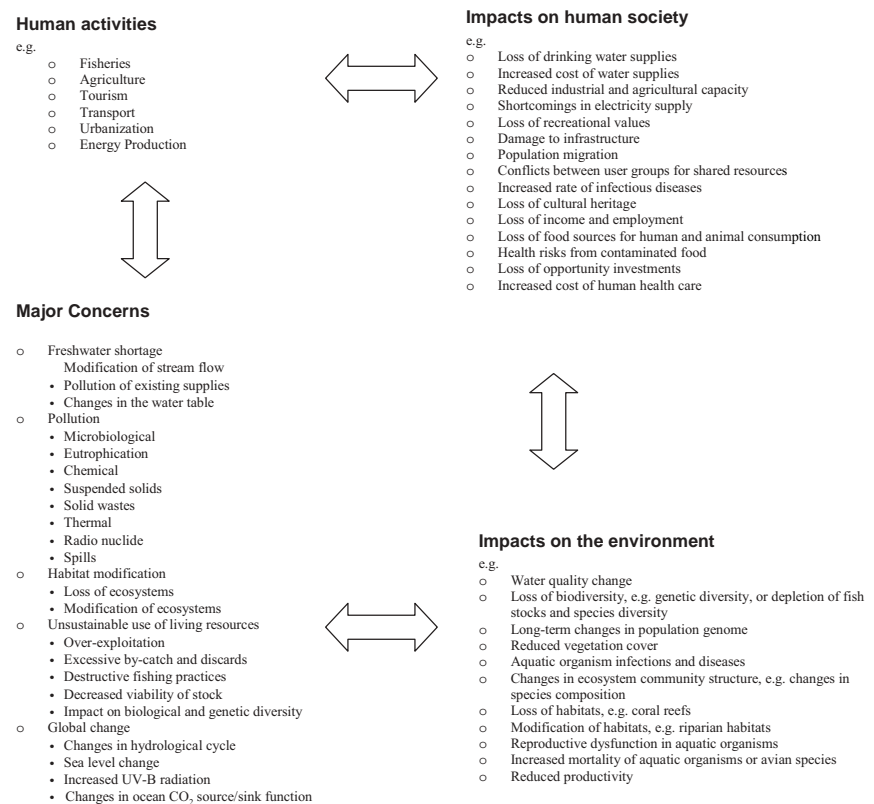 Human activities
e.g.
o Fisheries
o Agriculture
o Tourism
o Transport
o Urbanization
o Energy Production
Impacts on human society
e.g.
o Loss of drinking water supplies
o Increased cost of water supplies
o Reduced industrial and agricultural capacity
o Shortcomings in electricity supply
o Loss of recreational values
o Damage to infrastructure
o Population migration
o Conflicts between user groups for shared resources
o Increased rate of infectious diseases
o Loss of cultural heritage
o Loss of income and employment
o Loss of food sources for human and animal consumption
o Health risks from contaminated food
o Loss of opportunity investments
o Increased cost of human health care
Major Concerns
o Freshwater shortage
Modification of stream flow
• Pollution of existing supplies
• Changes in the water table
o Pollution
• Microbiological
• Eutrophication
• Chemical
• Suspended solids
• Solid wastes
• Thermal
• Radio nuclide
• Spills
o Habitat modification
• Loss of ecosystems
• Modification of ecosystems
o Unsustainable use of living resources
• Over-exploitation
• Excessive by-catch and discards
• Destructive fishing practices
• Decreased viability of stock
• Impact on biological and genetic diversity
o Global change
• Changes in hydrological cycle
• Sea level change
• Increased UV-B radiation
• Changes in ocean CO, source/sink function
Impacts on the environment
e.g.
o Water quality change
o Loss of biodiversity, e.g. genetic diversity, or depletion of fish
stocks and species diversity
o Long-term changes in population genome
o Reduced vegetation cover
o Aquatic organism infections and diseases
o Changes in ecosystem community structure, e.g. changes in
species composition
o Loss of habitats, e.g. coral reefs
o Modification of habitats, e.g. riparian habitats
o Reproductive dysfunction in aquatic organisms
o Increased mortality of aquatic organisms or avian species
o Reduced productivity